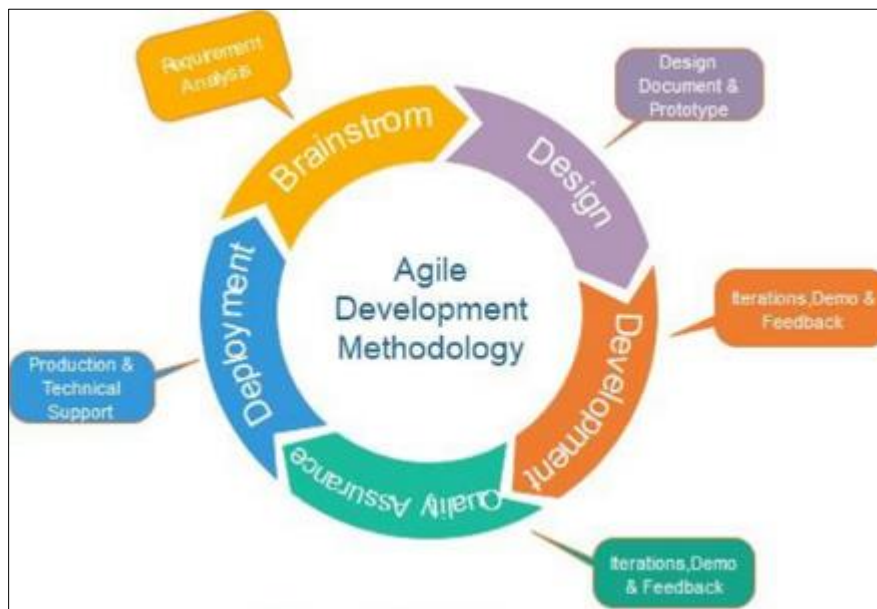 Requirement
Analysis
Brainstrom
Design
Document &
Prototype
Design
Iterations,Demo &
Feedback
Development
Agile
Development
Methodology
Deployment
Production &
Technical
Support
Quality Assurance
Iterations,Demo
& Feedback